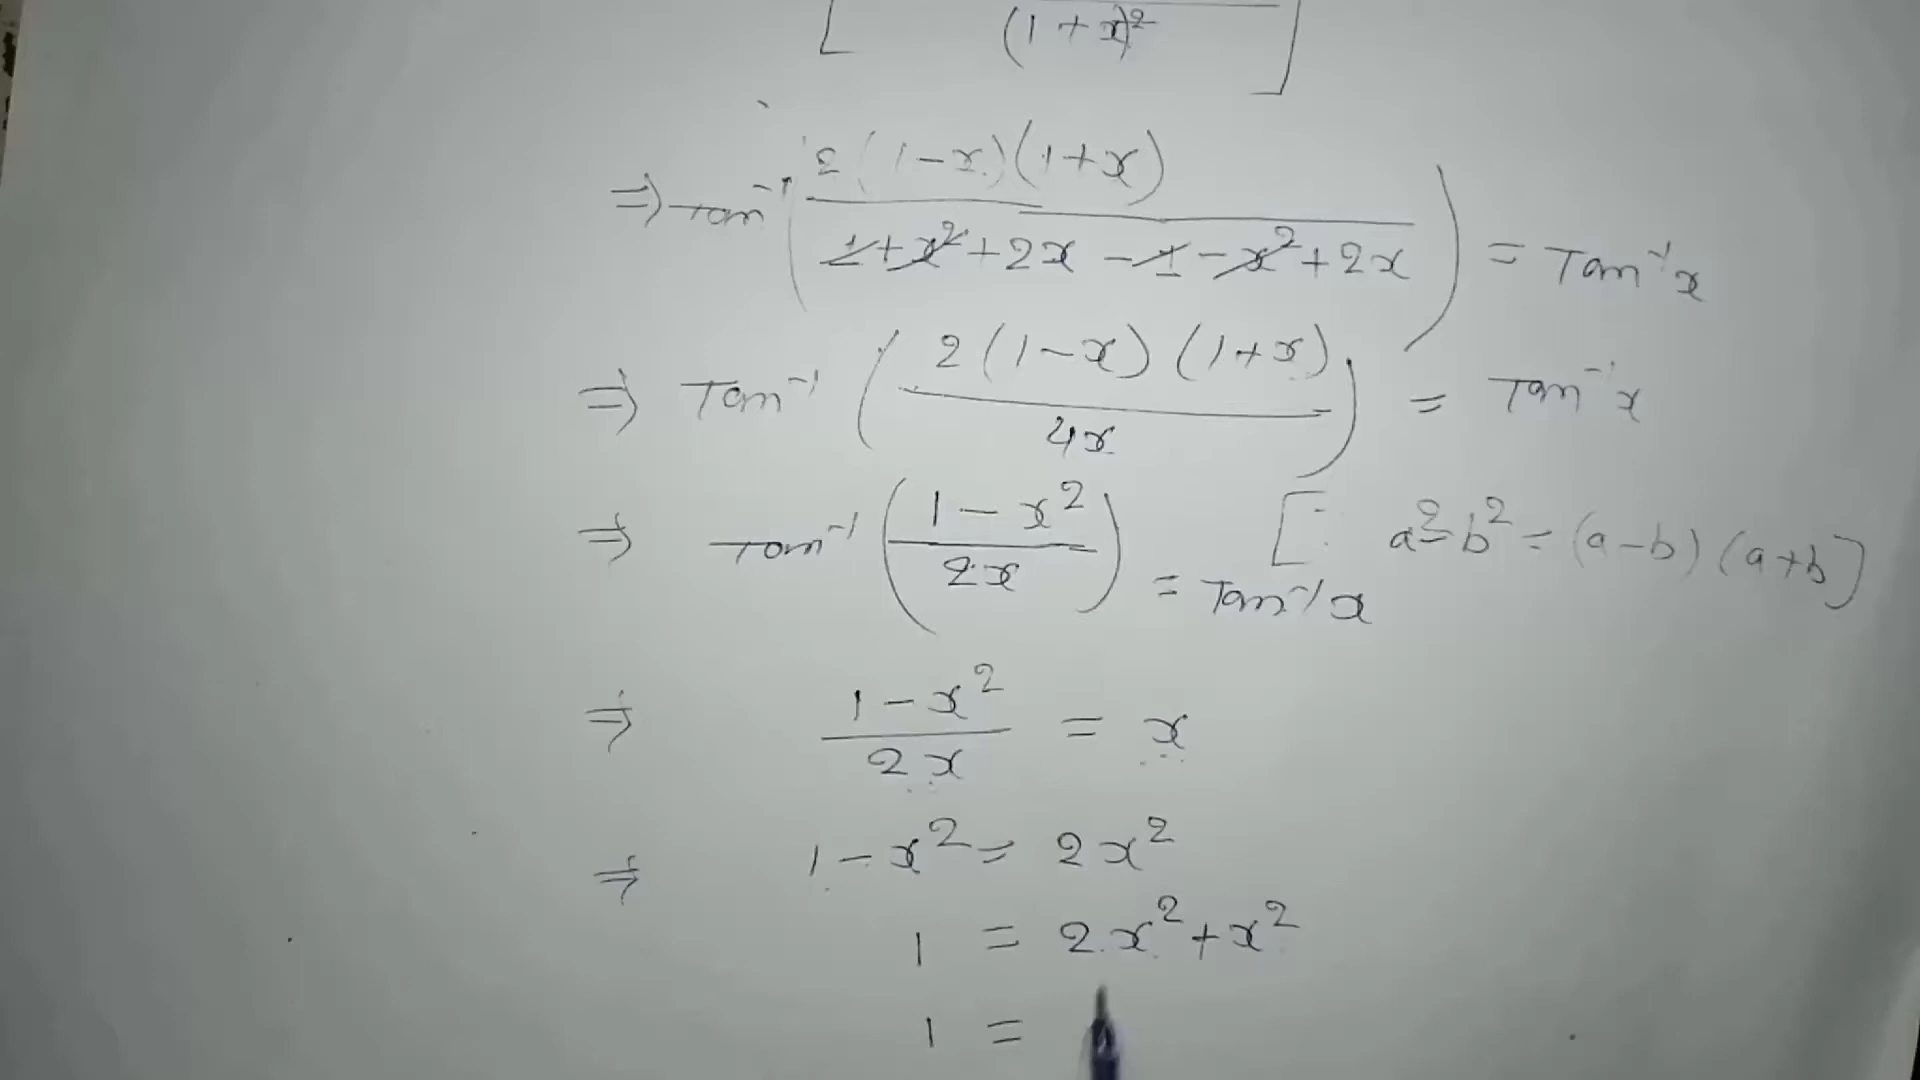 [ (1+x)² ]
⇒ Tan⁻¹ ( 2(1-x)(1+x) / 1+x²+2x-1-x²+2x ) = Tan⁻¹x
⇒ Tan⁻¹ ( 2(1-x)(1+x) / 4x ) = Tan⁻¹x
⇒ Tan⁻¹ ( 1-x² / 2x ) = Tan⁻¹x [∵ a²-b² = (a-b)(a+b)]
⇒ 1-x² / 2x = x
⇒ 1-x² = 2x²
1 = 2x²+x²
1 =